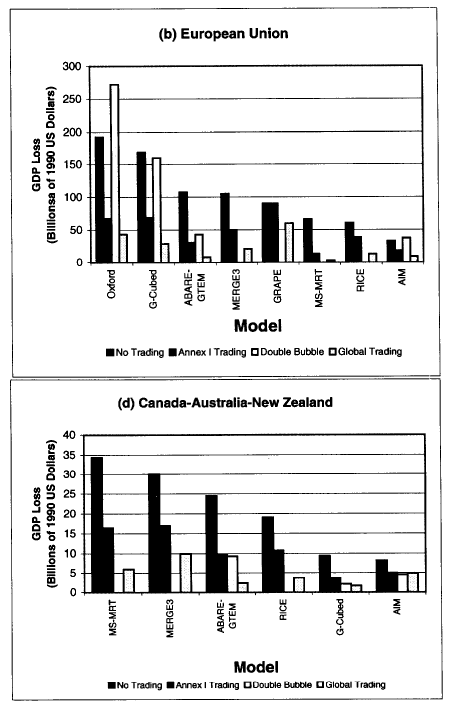 (b) European Union
GDP Loss
(Billlionsa of 1990 US Dollars)
300
250
200
150
100
50
0
Oxford
G-Cubed
ABARE-
GTEM
MERGE3
GRAPE
MS-MRT
RICE
AIM
Model
No Trading Annex I Trading Double Bubble Global Trading
(d) Canada-Australia-New Zealand
GDP Loss
(Billions of 1990 US Dollars)
40
35
30
25
20
15
10
5
0
MS-MRT
MERGE3
ABARE-
GTEM
RICE
G-Cubed
AIM
Model
No Trading Annex I Trading Double Bubble Global Trading